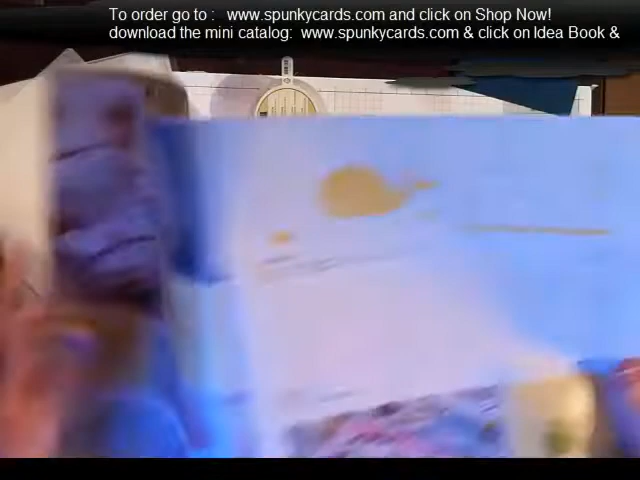 To order go to : www.spunkycards.com and click on Shop Now!
download the mini catalog: www.spunkycards.com & click on Idea Book &